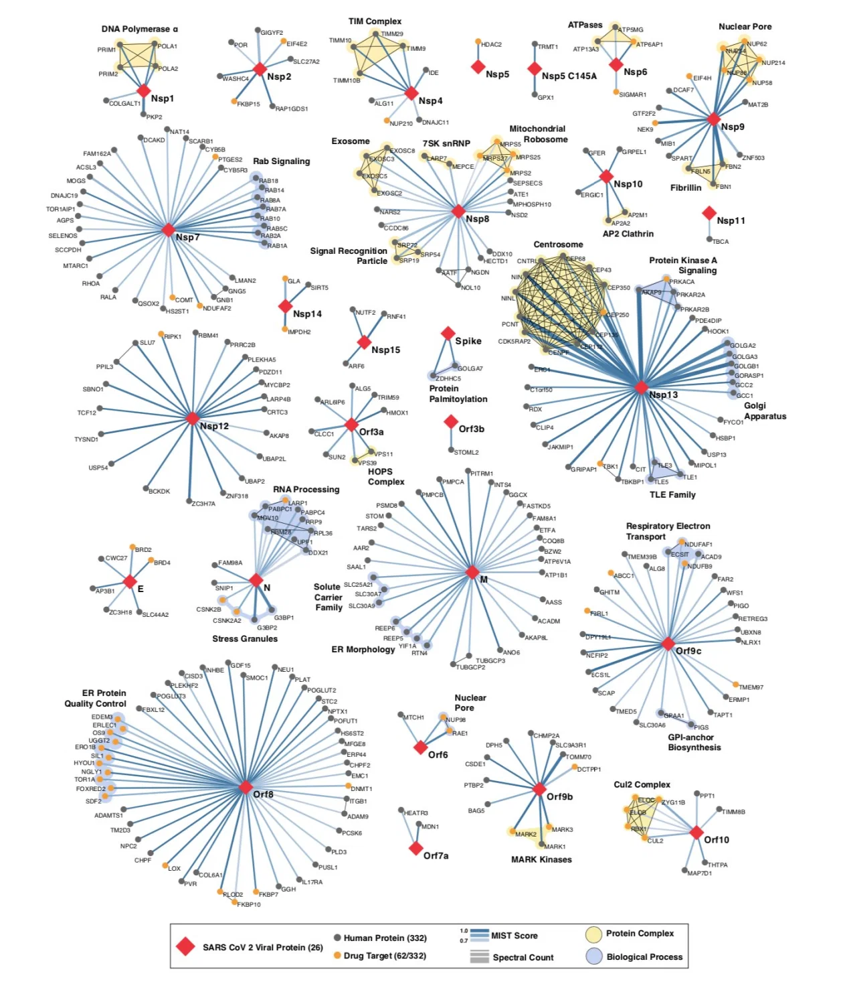 DNA Polymerase α
PRIM1
POLA1
PRIM2
POLA2
COLGALT1
Nsp1
PKP2
GIGYF2
POR
EIF4E2
SLC27A2
WASHC4
Nsp2
FKBP15
RAP1GDS1
TIM Complex
TIMM29
TIMM10
TIMM9
TIMM10B
IDE
Nsp4
ALG11
NUP210
DNAJC11
HDAC2
Nsp5
TRMT1
Nsp5 C145A
GPX1
ATPases
ATP5MG
ATP13A3
ATP6AP1
Nsp6
SIGMAR1
Nuclear Pore
NUP62
NUP54
NUP214
NUP88
NUP58
EIF4H
DCAF7
MAT2B
GTF2F2
NEK9
Nsp9
MIB1
SPART
ZNF503
FBLN5
FBN2
FBN1
Fibrillin
NAT14
DCAKD
SCARB1
CYB5B
FAM162A
PTGES2
ACSL3
CYB5R3
MOGS
DNAJC19
TOR1AIP1
AGPS
SELENOS
SCCPDH
MTARC1
RHOA
RALA
QSOX2
HS2ST1
COMT
NDUFAF2
GNB1
GNG5
LMAN2
Nsp7
Rab Signaling
RAB18
RAB14
RAB8A
RAB7A
RAB10
RAB5C
RAB2A
RAB1A
Exosome
EXOSC8
EXOSC3
EXOSC5
EXOSC2
7SK snRNP
LARP7
MEPCE
Mitochondrial
Robosome
MRPS5
MRPS27
MRPS25
MRPS2
SEPSECS
ATE1
MPHOSPH10
NSD2
NARS2
Nsp8
CCDC86
Signal Recognition
Particle
SRP72
SRP54
SRP19
DDX10
HECTD1
AATF
NGDN
NOL10
GFER
GRPEL1
Nsp10
ERGIC1
AP2M1
AP2A2
AP2 Clathrin
Nsp11
TBCA
GLA
SIRT5
Nsp14
IMPDH2
Centrosome
CNTRL
CEP68
CEP43
NIN
CEP350
NINL
CEP250
PCNT
CEP135
CDK5RAP2
CEP112
CENPF
Protein Kinase A
Signaling
PRKACA
AKAP9
PRKAR2A
PRKAR2B
PDE4DIP
HOOK1
GOLGA2
GOLGA3
GOLGB1
GORASP1
GCC2
GCC1
Golgi
Apparatus
ERC1
C1orf50
RDX
CLIP4
JAKMIP1
Nsp13
FYCO1
HSBP1
USP13
MIPOL1
GRIPAP1
TBK1
TBKBP1
CIT
TLE3
TLE5
TLE1
TLE Family
RIPK1
RBM41
SLU7
PRRC2B
PPIL3
PLEKHA5
PDZD11
SBNO1
MYCBP2
LARP4B
TCF12
CRTC3
Nsp12
TYSND1
AKAP8
USP54
UBAP2L
BCKDK
UBAP2
ZNF318
ZC3H7A
NUTF2
RNF41
Nsp15
ARF6
Spike
GOLGA7
ZDHHC5
Protein
Palmitoylation
ALG5
ARL6IP6
TRIM59
HMOX1
CLCC1
Orf3a
SUN2
VPS11
VPS39
HOPS
Complex
Orf3b
STOML2
RNA Processing
LARP1
PABPC1
PABPC4
MOV10
RRP9
RBM28
RPL36
UPF1
DDX21
FAM98A
SNIP1
N
CSNK2B
CSNK2A2
G3BP1
G3BP2
Stress Granules
BRD2
CWC27
BRD4
AP3B1
E
ZC3H18
SLC44A2
PITRM1
PMPCA
INTS4
PMPCB
GGCX
PSMD8
FASTKD5
STOM
FAM8A1
TARS2
ETFA
COQ8B
AAR2
BZW2
SAAL1
ATP6V1A
ATP1B1
M
Solute
Carrier
Family
SLC25A21
SLC30A7
SLC30A9
AASS
ACADM
AKAP8L
REEP6
REEP5
YIF1A
RTN4
ER Morphology
ANO6
TUBGCP3
TUBGCP2
Respiratory Electron
Transport
NDUFAF1
ECSIT
ACAD9
NDUFB9
TMEM39B
ALG8
ABCC1
GHITM
F2RL1
DPY19L1
NCFIP2
ECS1L
SCAP
TMED5
SLC30A6
FAR2
WFS1
PIGO
RETREG3
UBXN8
NLRX1
Orf9c
TMEM97
ERMP1
TAPT1
GPAA1
PIGS
GPI-anchor
Biosynthesis
ER Protein
Quality Control
EDEM3
ERLEC1
OS9
UGGT2
ERO1B
SIL1
HYOU1
NGLY1
TOR1A
FOXRED2
SDF2
ADAMTS1
TM2D3
NPC2
CHPF
LOX
PVR
COL6A1
PLOD2
FKBP10
FKBP7
GGH
IL17RA
PUSL1
PLD3
PCSK6
ADAM9
ITGB1
DNMT1
EMC1
CHPF2
ERP44
MFGE8
HS6ST2
POFUT1
NPTX1
STC2
POGLUT2
PLAT
NEU1
SMOC1
GDF15
INHBE
CISD3
PLEKHF2
POGLUT3
FBXL12
Orf8
Nuclear
Pore
MTCH1
NUP98
RAE1
Orf6
HEATR3
MDN1
Orf7a
CHMP2A
DPH5
SLC9A3R1
CSDE1
TOMM70
DCTPP1
PTBP2
BAG5
Orf9b
MARK2
MARK3
MARK1
MARK Kinases
Cul2 Complex
ELOC
ZYG11B
ELOB
RBX1
CUL2
PPT1
TIMM8B
Orf10
THTPA
MAP7D1
SARS CoV 2 Viral Protein (26)
Human Protein (332)
Drug Target (62/332)
1.0
0.7
MIST Score
Spectral Count
Protein Complex
Biological Process